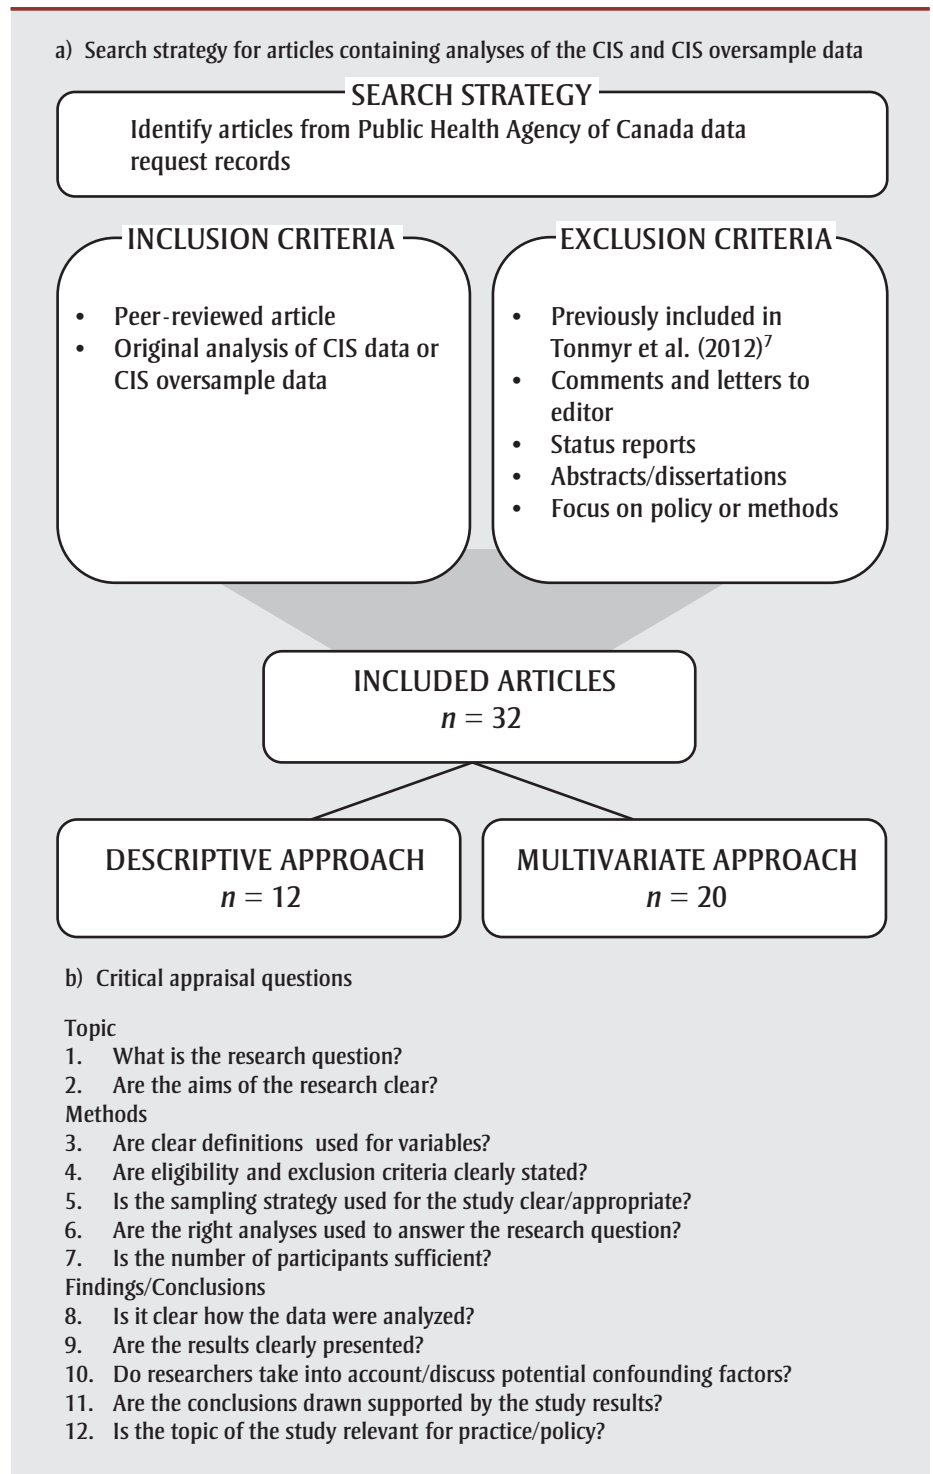 a) Search strategy for articles containing analyses of the CIS and CIS oversample data
SEARCH STRATEGY
Identify articles from Public Health Agency of Canada data
request records
INCLUSION CRITERIA
• Peer-reviewed article
• Original analysis of CIS data or
CIS oversample data
EXCLUSION CRITERIA
• Previously included in
Tonmyr et al. (2012)7
• Comments and letters to
editor
• Status reports
• Abstracts/dissertations
• Focus on policy or methods
INCLUDED ARTICLES
n = 32
DESCRIPTIVE APPROACH
n = 12
MULTIVARIATE APPROACH
n = 20
b) Critical appraisal questions
Topic
1. What is the research question?
2. Are the aims of the research clear?
Methods
3. Are clear definitions used for variables?
4. Are eligibility and exclusion criteria clearly stated?
5. Is the sampling strategy used for the study clear/appropriate?
6. Are the right analyses used to answer the research question?
7. Is the number of participants sufficient?
Findings/Conclusions
8. Is it clear how the data were analyzed?
9. Are the results clearly presented?
10. Do researchers take into account/discuss potential confounding factors?
11. Are the conclusions drawn supported by the study results?
12. Is the topic of the study relevant for practice/policy?